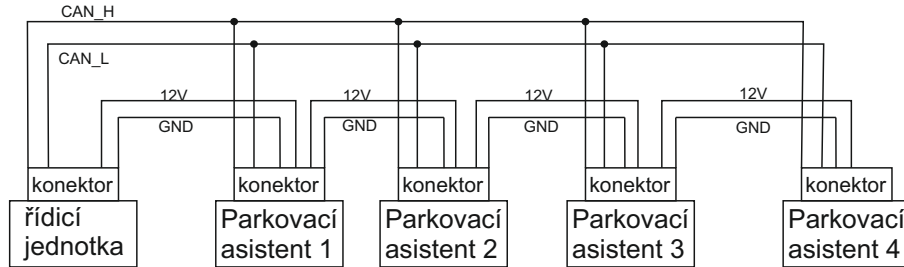 CAN_H
CAN_L
12V
12V
12V
12V
GND
GND
GND
GND
konektor
konektor
konektor
konektor
konektor
řídicí
jednotka
Parkovací
asistent 1
Parkovací
asistent 2
Parkovací
asistent 3
Parkovací
asistent 4